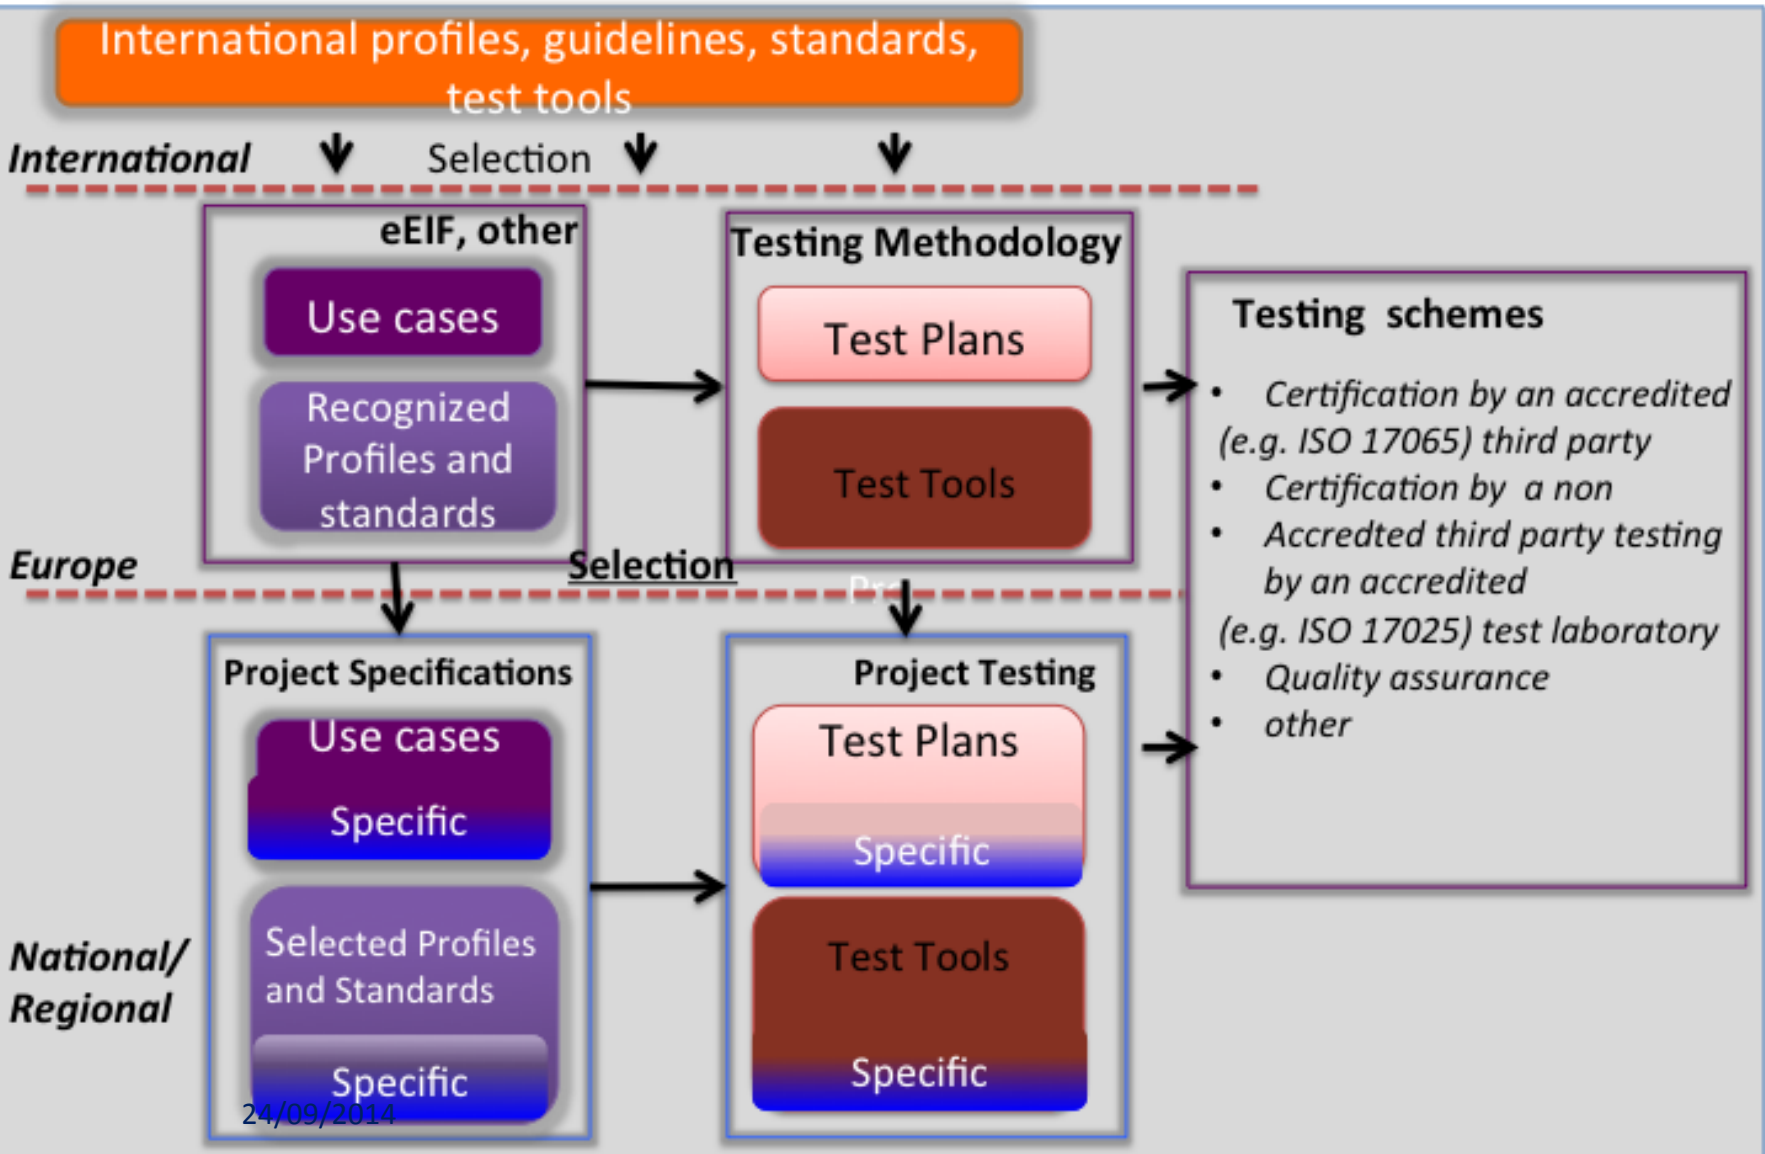 International profiles, guidelines, standards,
test tools
International
Selection
eEIF, other
Use cases
Recognized
Profiles and
standards
Testing Methodology
Test Plans
Test Tools
Testing schemes
• Certification by an accredited
(e.g. ISO 17065) third party
• Certification by a non
• Accredted third party testing
by an accredited
(e.g. ISO 17025) test laboratory
• Quality assurance
• other
Europe
Selection
Project Specifications
Use cases
Specific
Selected Profiles
and Standards
Specific
Project Testing
Test Plans
Specific
Test Tools
Specific
National/
Regional
24/09/2014